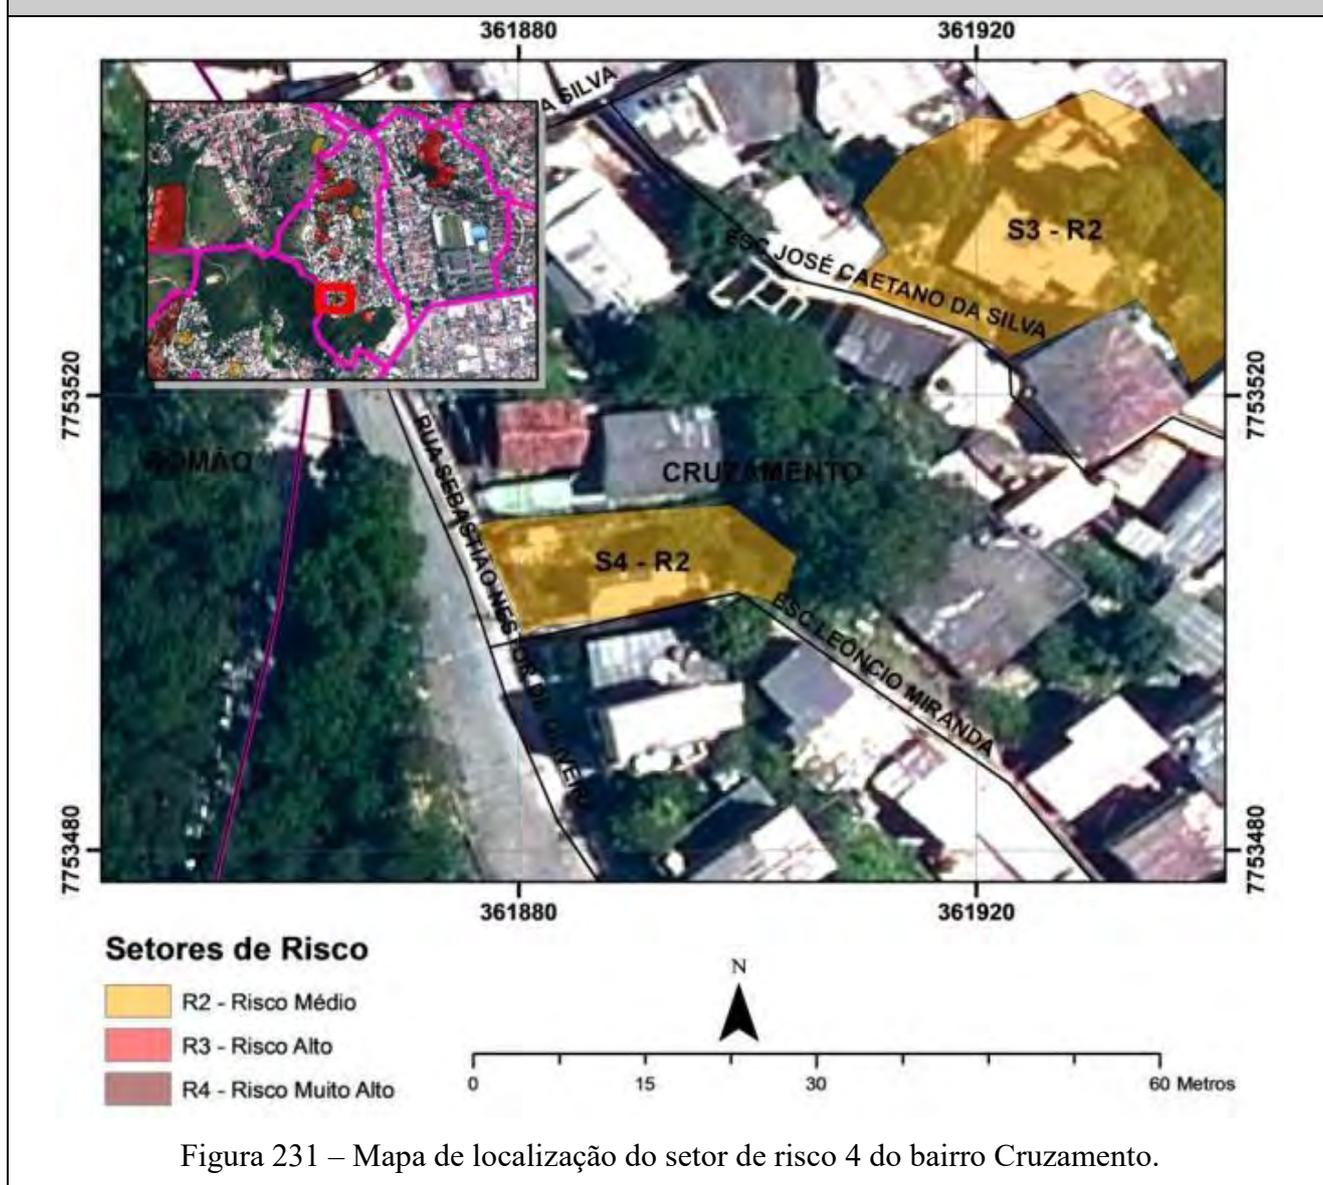 361880
361920
A SILVA
S3 - R2
ESC JOSÉ CAETANO DA SILVA
7753520
7753520
RUA SEBASTIÃO NESTOR DE OLIVEIRA
CRUZAMENTO
S4 - R2
ESC LEÔNCIO MIRANDA
7753480
7753480
361880
361920
Setores de Risco
R2 - Risco Médio
R3 - Risco Alto
R4 - Risco Muito Alto
N
0
15
30
60 Metros
Figura 231 – Mapa de localização do setor de risco 4 do bairro Cruzamento.